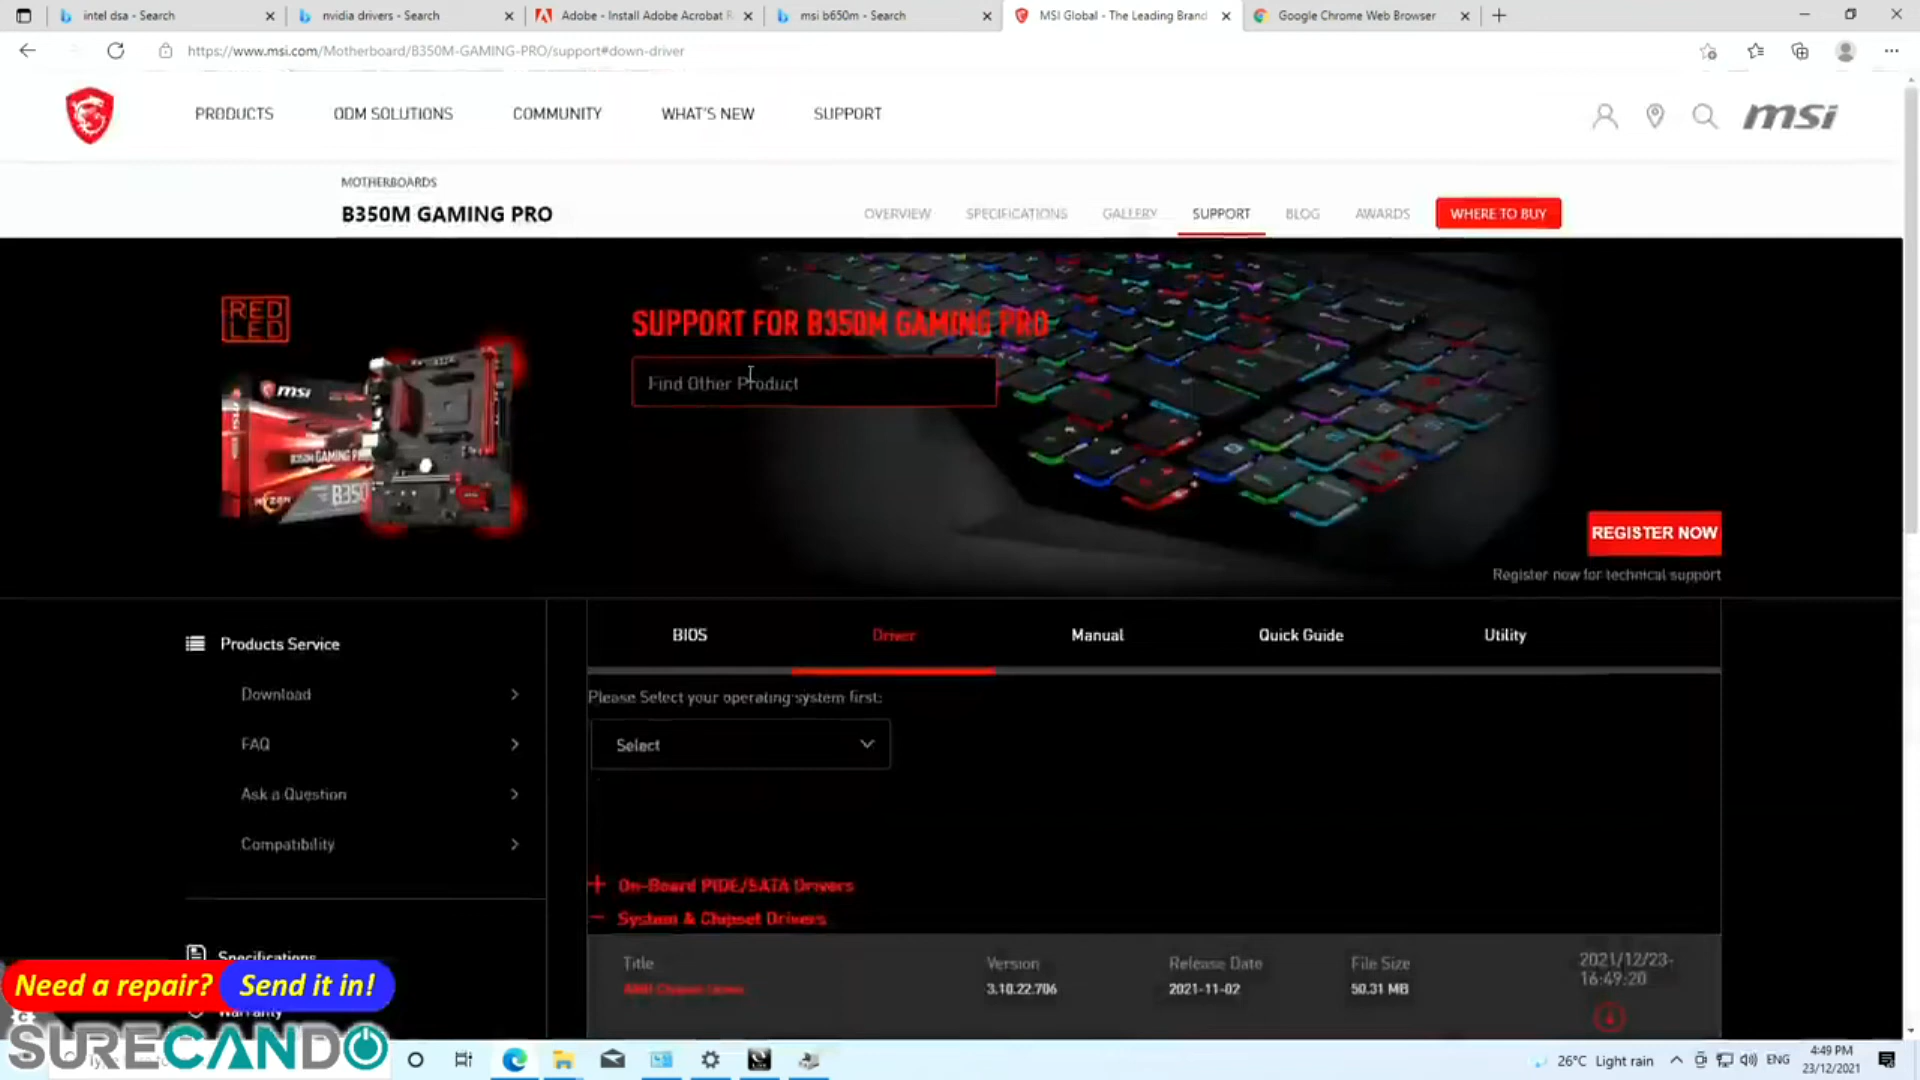 intel dsa - Search
nvidia drivers - Search
Adobe - Install Adobe Acrobat R
msi b650m - Search
MSI Global - The Leading Brand
Google Chrome Web Browser
https://www.msi.com/Motherboard/B350M-GAMING-PRO/support#down-driver
PRODUCTS
ODM SOLUTIONS
COMMUNITY
WHAT'S NEW
SUPPORT
msi
MOTHERBOARDS
B350M GAMING PRO
OVERVIEW
SPECIFICATIONS
GALLERY
SUPPORT
BLOG
AWARDS
WHERE TO BUY
RED
LED
SUPPORT FOR B350M GAMING PRO
Find Other Product
msi
B350M GAMING PRO
RYZEN
B350
REGISTER NOW
Register now for technical support
Products Service
Download
FAQ
Ask a Question
Compatibility
Specifications
Warranty
BIOS
Driver
Manual
Quick Guide
Utility
Please Select your operating system first:
Select
On-Board PIDE/SATA Drivers
System & Chipset Drivers
Title
Version
Release Date
File Size
2021/12/23-
16:49:20
AMD Chipset Drivers
3.10.22.706
2021-11-02
50.31 MB
Need a repair? Send it in!
SURECANDO
26°C Light rain
ENG
4:49 PM
23/12/2021